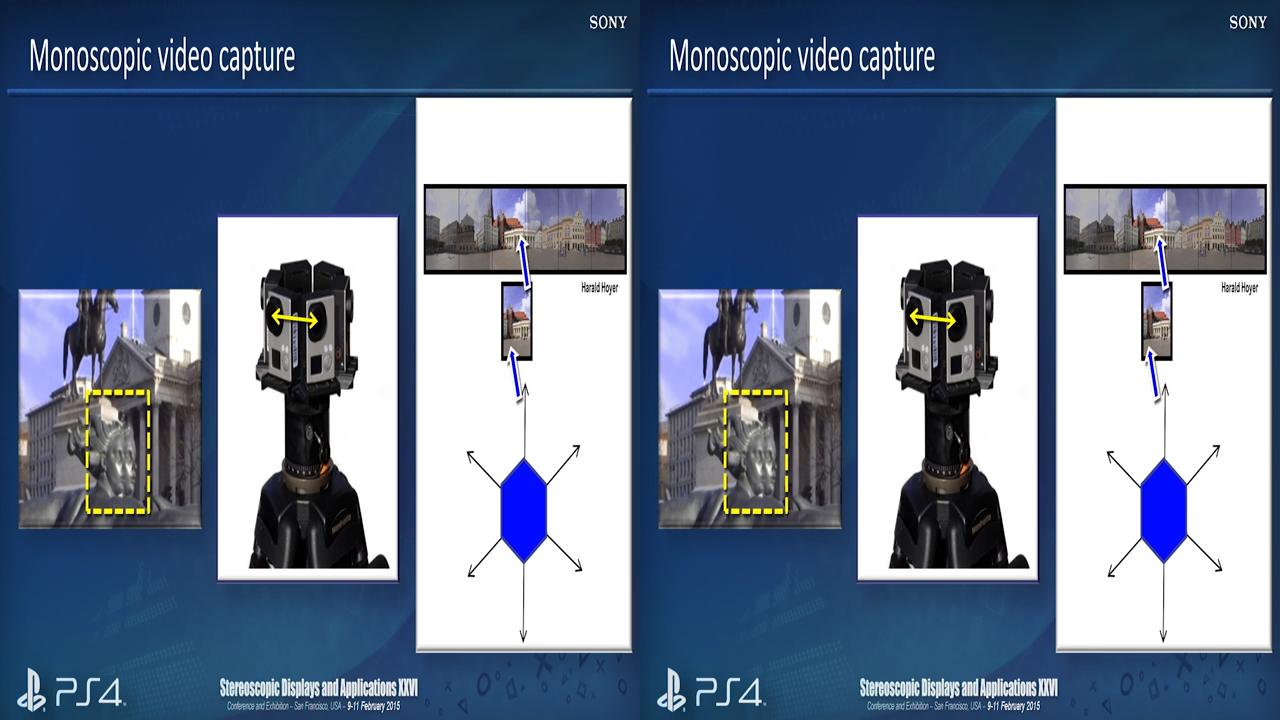 SONY
Monoscopic video capture
Harald Hoyer
PS4
Stereoscopic Displays and Applications XXVI
Conference and Exhibition – San Francisco, USA – 9-11 February 2015
SONY
Monoscopic video capture
Harald Hoyer
PS4
Stereoscopic Displays and Applications XXVI
Conference and Exhibition – San Francisco, USA – 9-11 February 2015